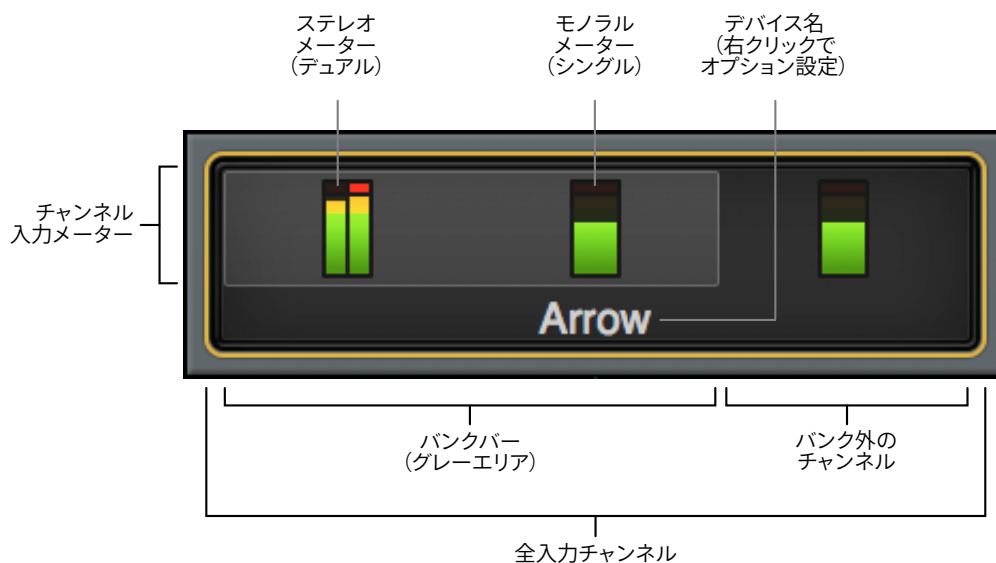 ステレオ
メーター
（デュアル）
モノラル
メーター
（シングル）
デバイス名
（右クリックで
オプション設定）
チャンネル
入力メーター
Arrow
バンクバー
（グレーエリア）
バンク外の
チャンネル
全入力チャンネル